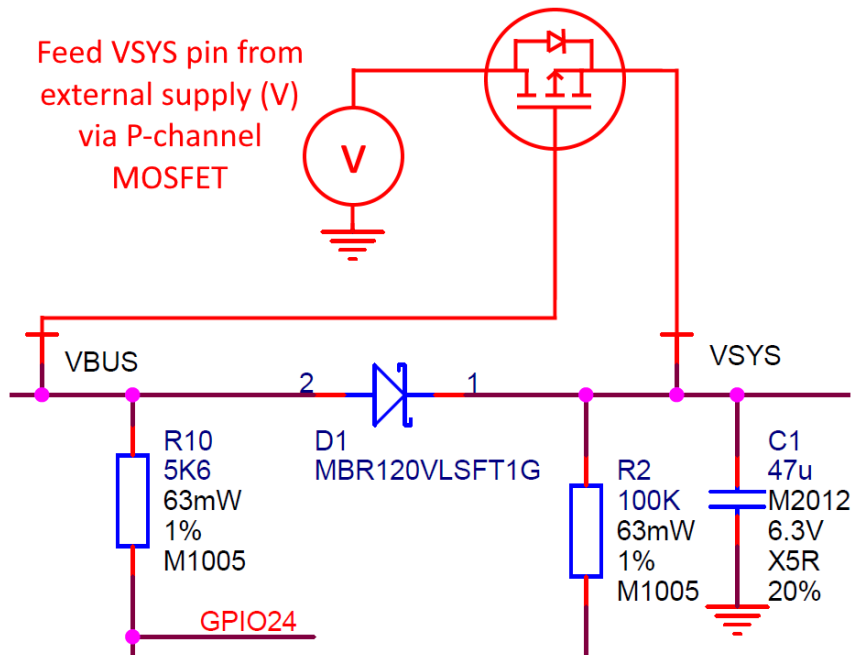 Feed VSYS pin from
external supply (V)
via P-channel
MOSFET
V
VBUS
VSYS
2
1
R10
5K6
63mW
1%
M1005
D1
MBR120VLSFT1G
R2
100K
63mW
1%
M1005
C1
47u
M2012
6.3V
X5R
20%
GPIO24